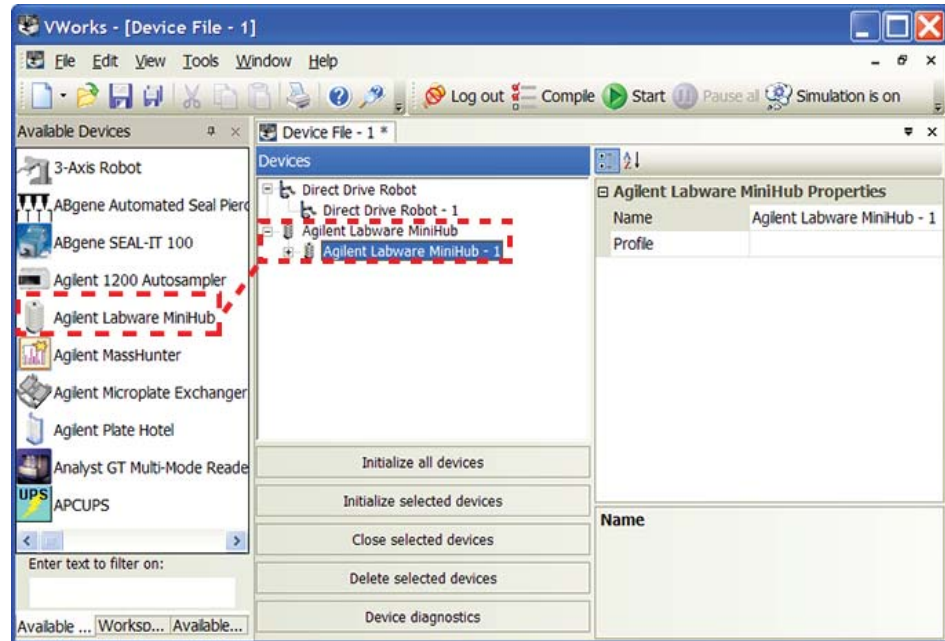 VWorks - [Device File - 1]
File Edit View Tools Window Help
Log out Compile Start Pause all Simulation is on
Available Devices
3-Axis Robot
ABgene Automated Seal Pierc
ABgene SEAL-IT 100
Agilent 1200 Autosampler
Agilent Labware MiniHub
Agilent MassHunter
Agilent Microplate Exchanger
Agilent Plate Hotel
Analyst GT Multi-Mode Reade
UPS
APCUPS
Enter text to filter on:
Available ... Worksp... Available...
Device File - 1 *
Devices
Direct Drive Robot
Direct Drive Robot - 1
Agilent Labware MiniHub
Agilent Labware MiniHub - 1
Initialize all devices
Initialize selected devices
Close selected devices
Delete selected devices
Device diagnostics
Agilent Labware MiniHub Properties
Name Agilent Labware MiniHub - 1
Profile
Name